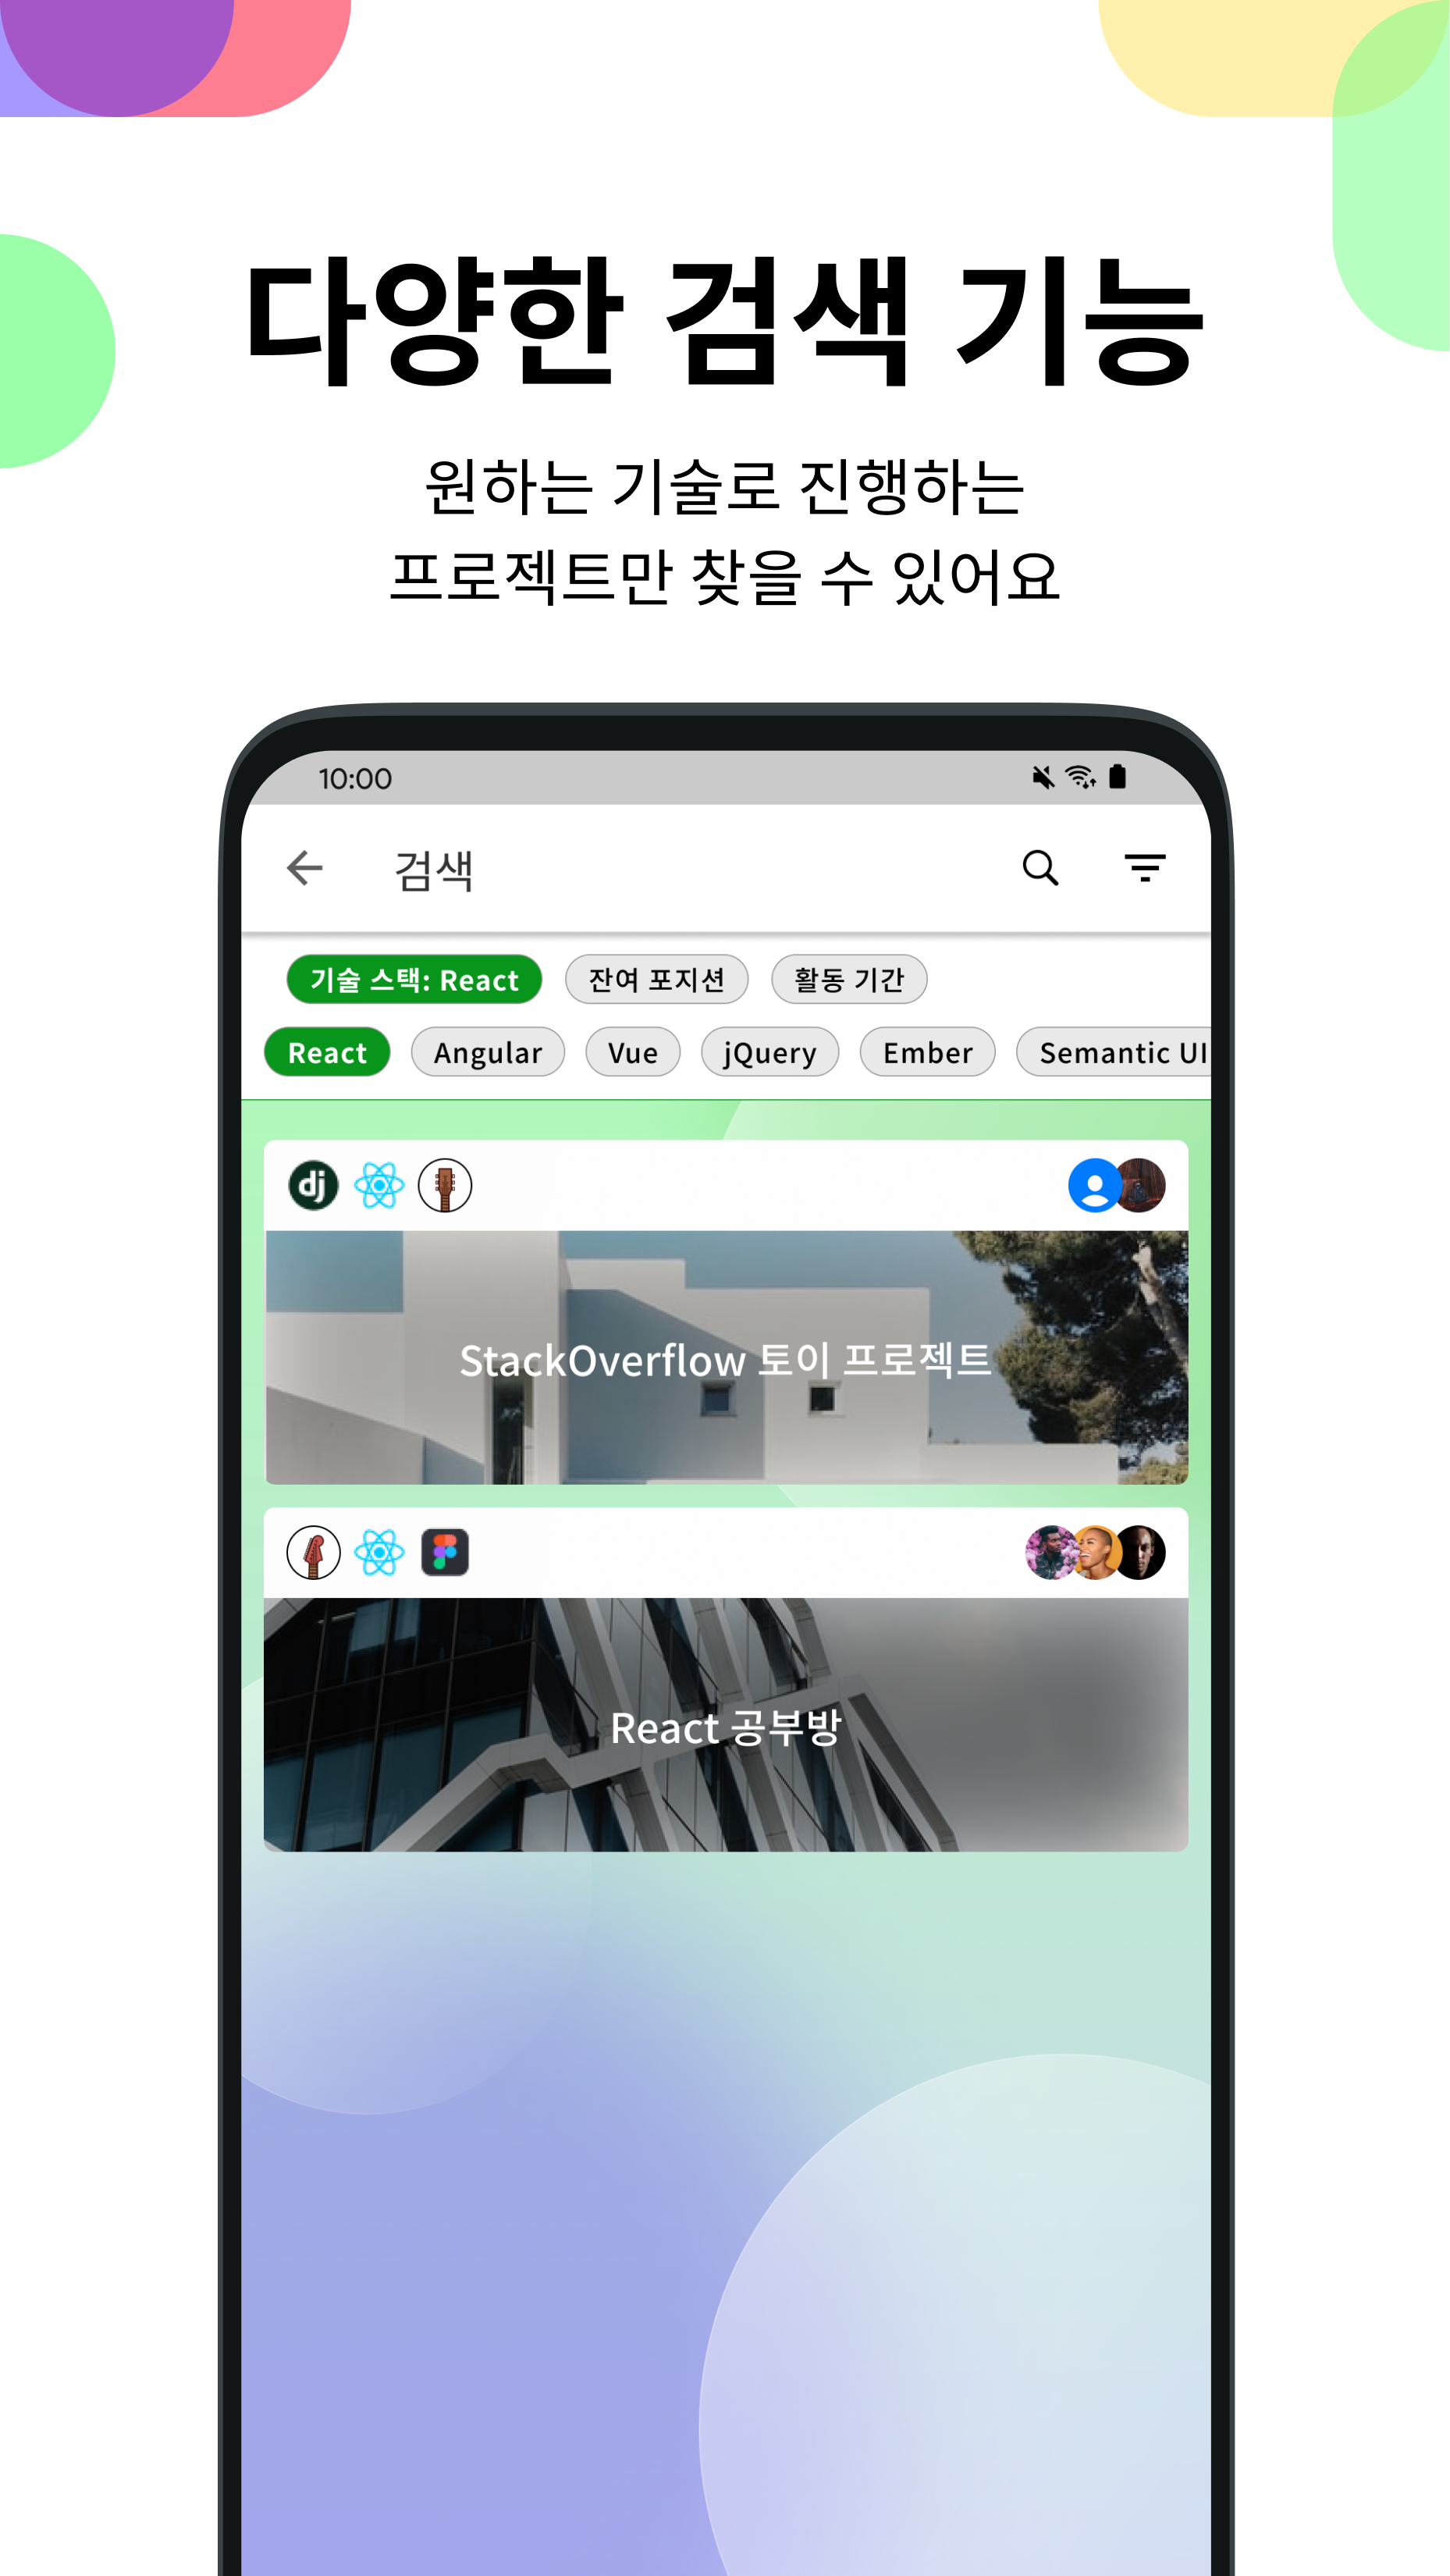 다양한 검색 기능
원하는 기술로 진행하는
프로젝트만 찾을 수 있어요
10:00
검색
기술 스택: React 잔여 포지션 활동 기간
React Angular Vue jQuery Ember Semantic UI
dj
StackOverflow 토이 프로젝트
React 공부방